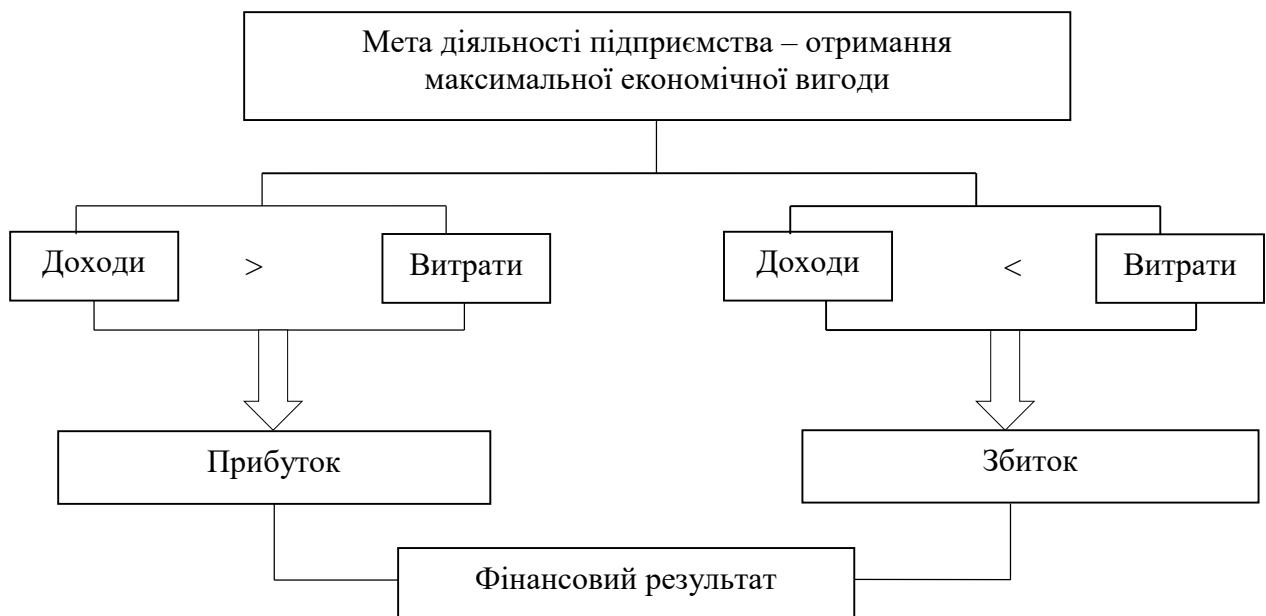 Мета діяльності підприємства – отримання
максимальної економічної вигоди
Доходи > Витрати
Доходи < Витрати
Прибуток
Збиток
Фінансовий результат